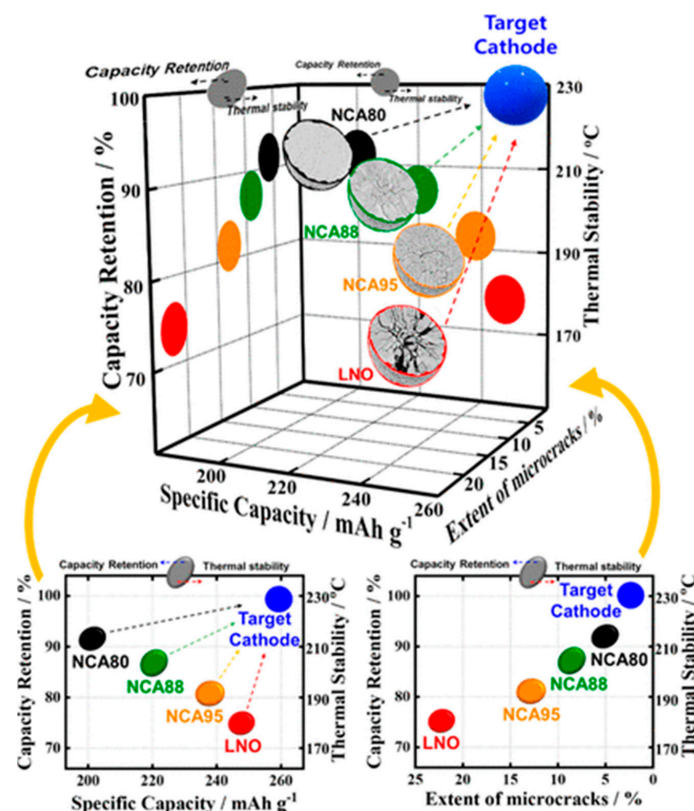 Target
Cathode
Capacity Retention
Thermal stability
Capacity Retention
Thermal stability
Capacity Retention / %
100
90
80
70
NCA80
NCA88
NCA95
LNO
230
210
190
170
Thermal Stability / °C
200
220
240
260
Specific Capacity / mAh g-1
20
15
10
5
Extent of microcracks / %
Capacity Retention
Thermal stability
Capacity Retention / %
100
90
80
70
NCA80
NCA88
NCA95
LNO
Target
Cathode
230
210
190
170
Thermal Stability / °C
200
220
240
260
Specific Capacity / mAh g-1
Capacity Retention
Thermal stability
Capacity Retention / %
100
90
80
70
Target
Cathode
NCA80
NCA88
NCA95
LNO
230
210
190
170
Thermal Stability / °C
25
20
15
10
5
0
Extent of microcracks / %